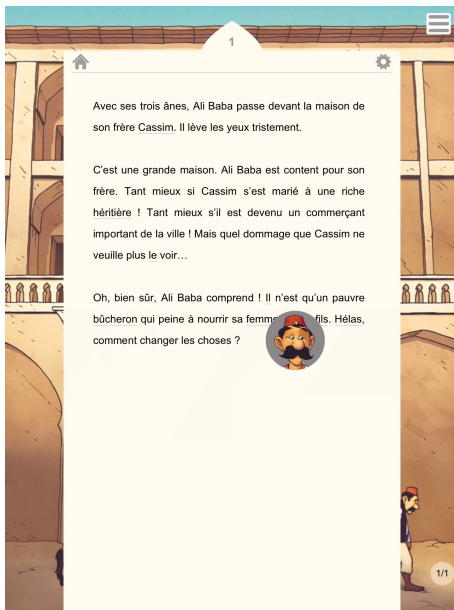 1
Avec ses trois ânes, Ali Baba passe devant la maison de
son frère Cassim. Il lève les yeux tristement.
C'est une grande maison. Ali Baba est content pour son
frère. Tant mieux si Cassim s'est marié à une riche
héritière ! Tant mieux s'il est devenu un commerçant
important de la ville ! Mais quel dommage que Cassim ne
veuille plus le voir…
Oh, bien sûr, Ali Baba comprend ! Il n'est qu'un pauvre
bûcheron qui peine à nourrir sa femme fils. Hélas,
comment changer les choses ?
1/1